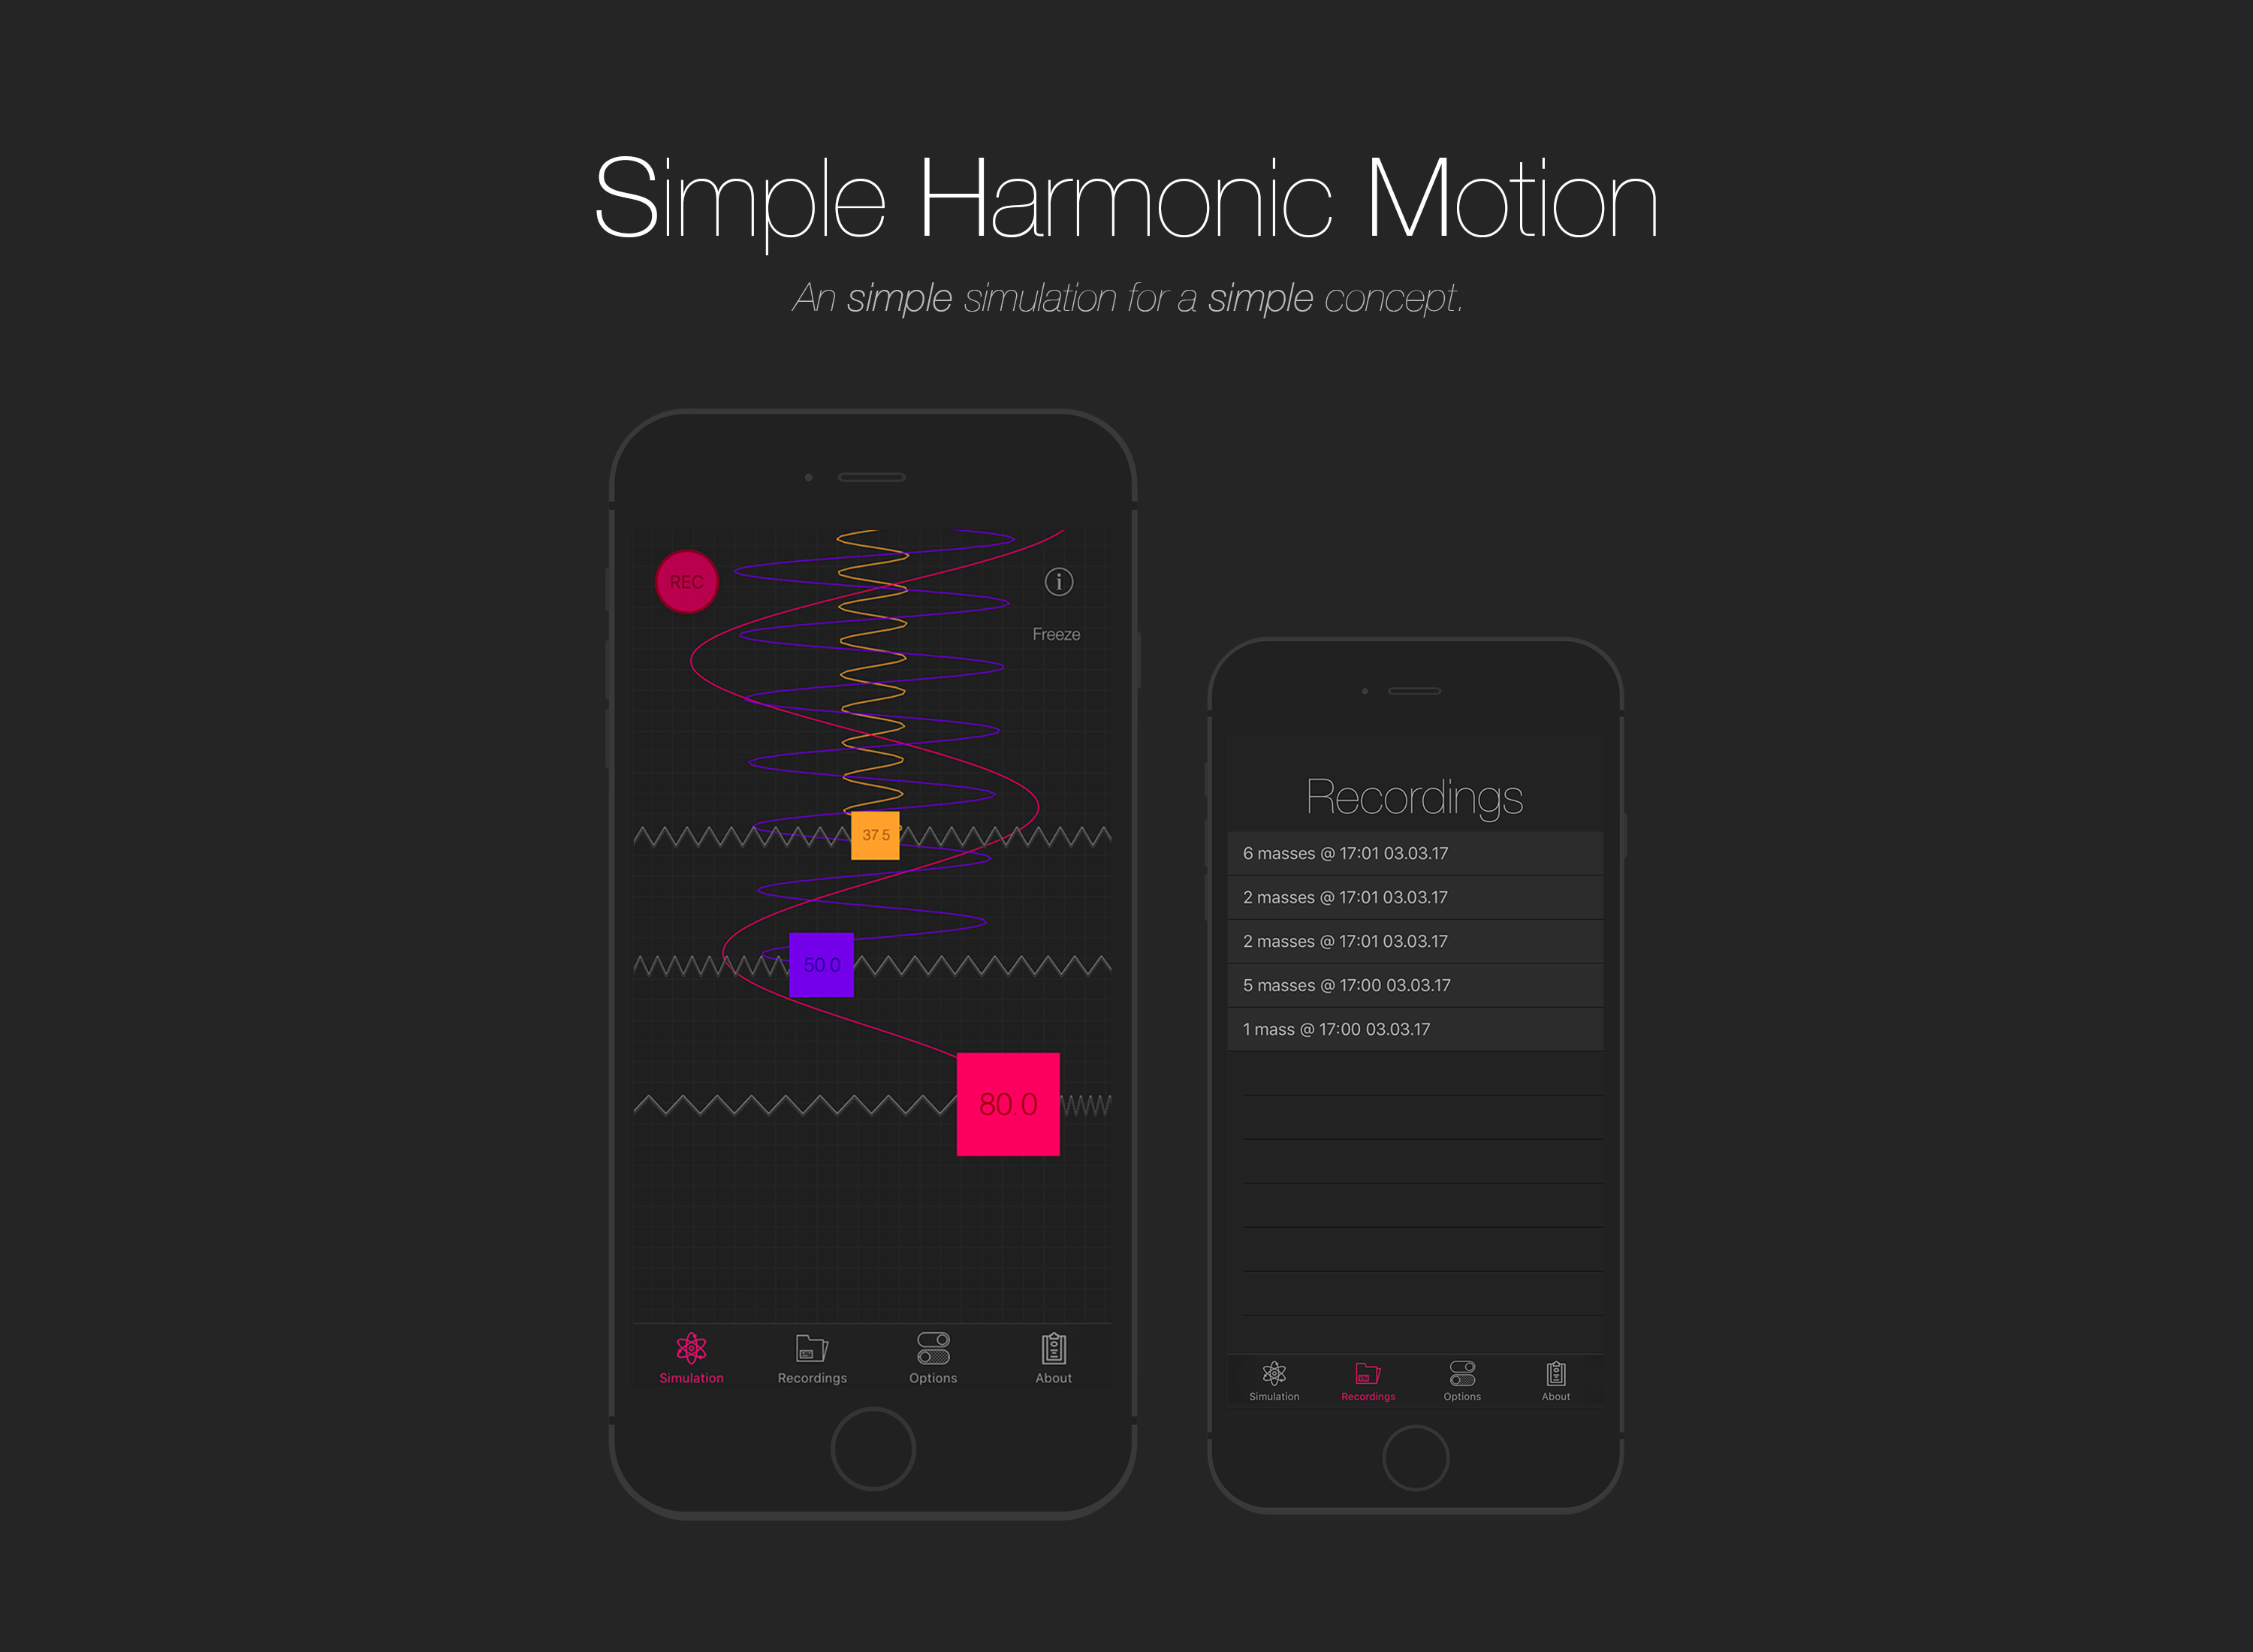 Simple Harmonic Motion
An simple simulation for a simple concept.
REC
Freeze
37.5
50.0
80.0
Simulation
Recordings
Options
About
Recordings
6 masses @ 17:01 03.03.17
2 masses @ 17:01 03.03.17
2 masses @ 17:01 03.03.17
5 masses @ 17:00 03.03.17
1 mass @ 17:00 03.03.17
Simulation
Recordings
Options
About